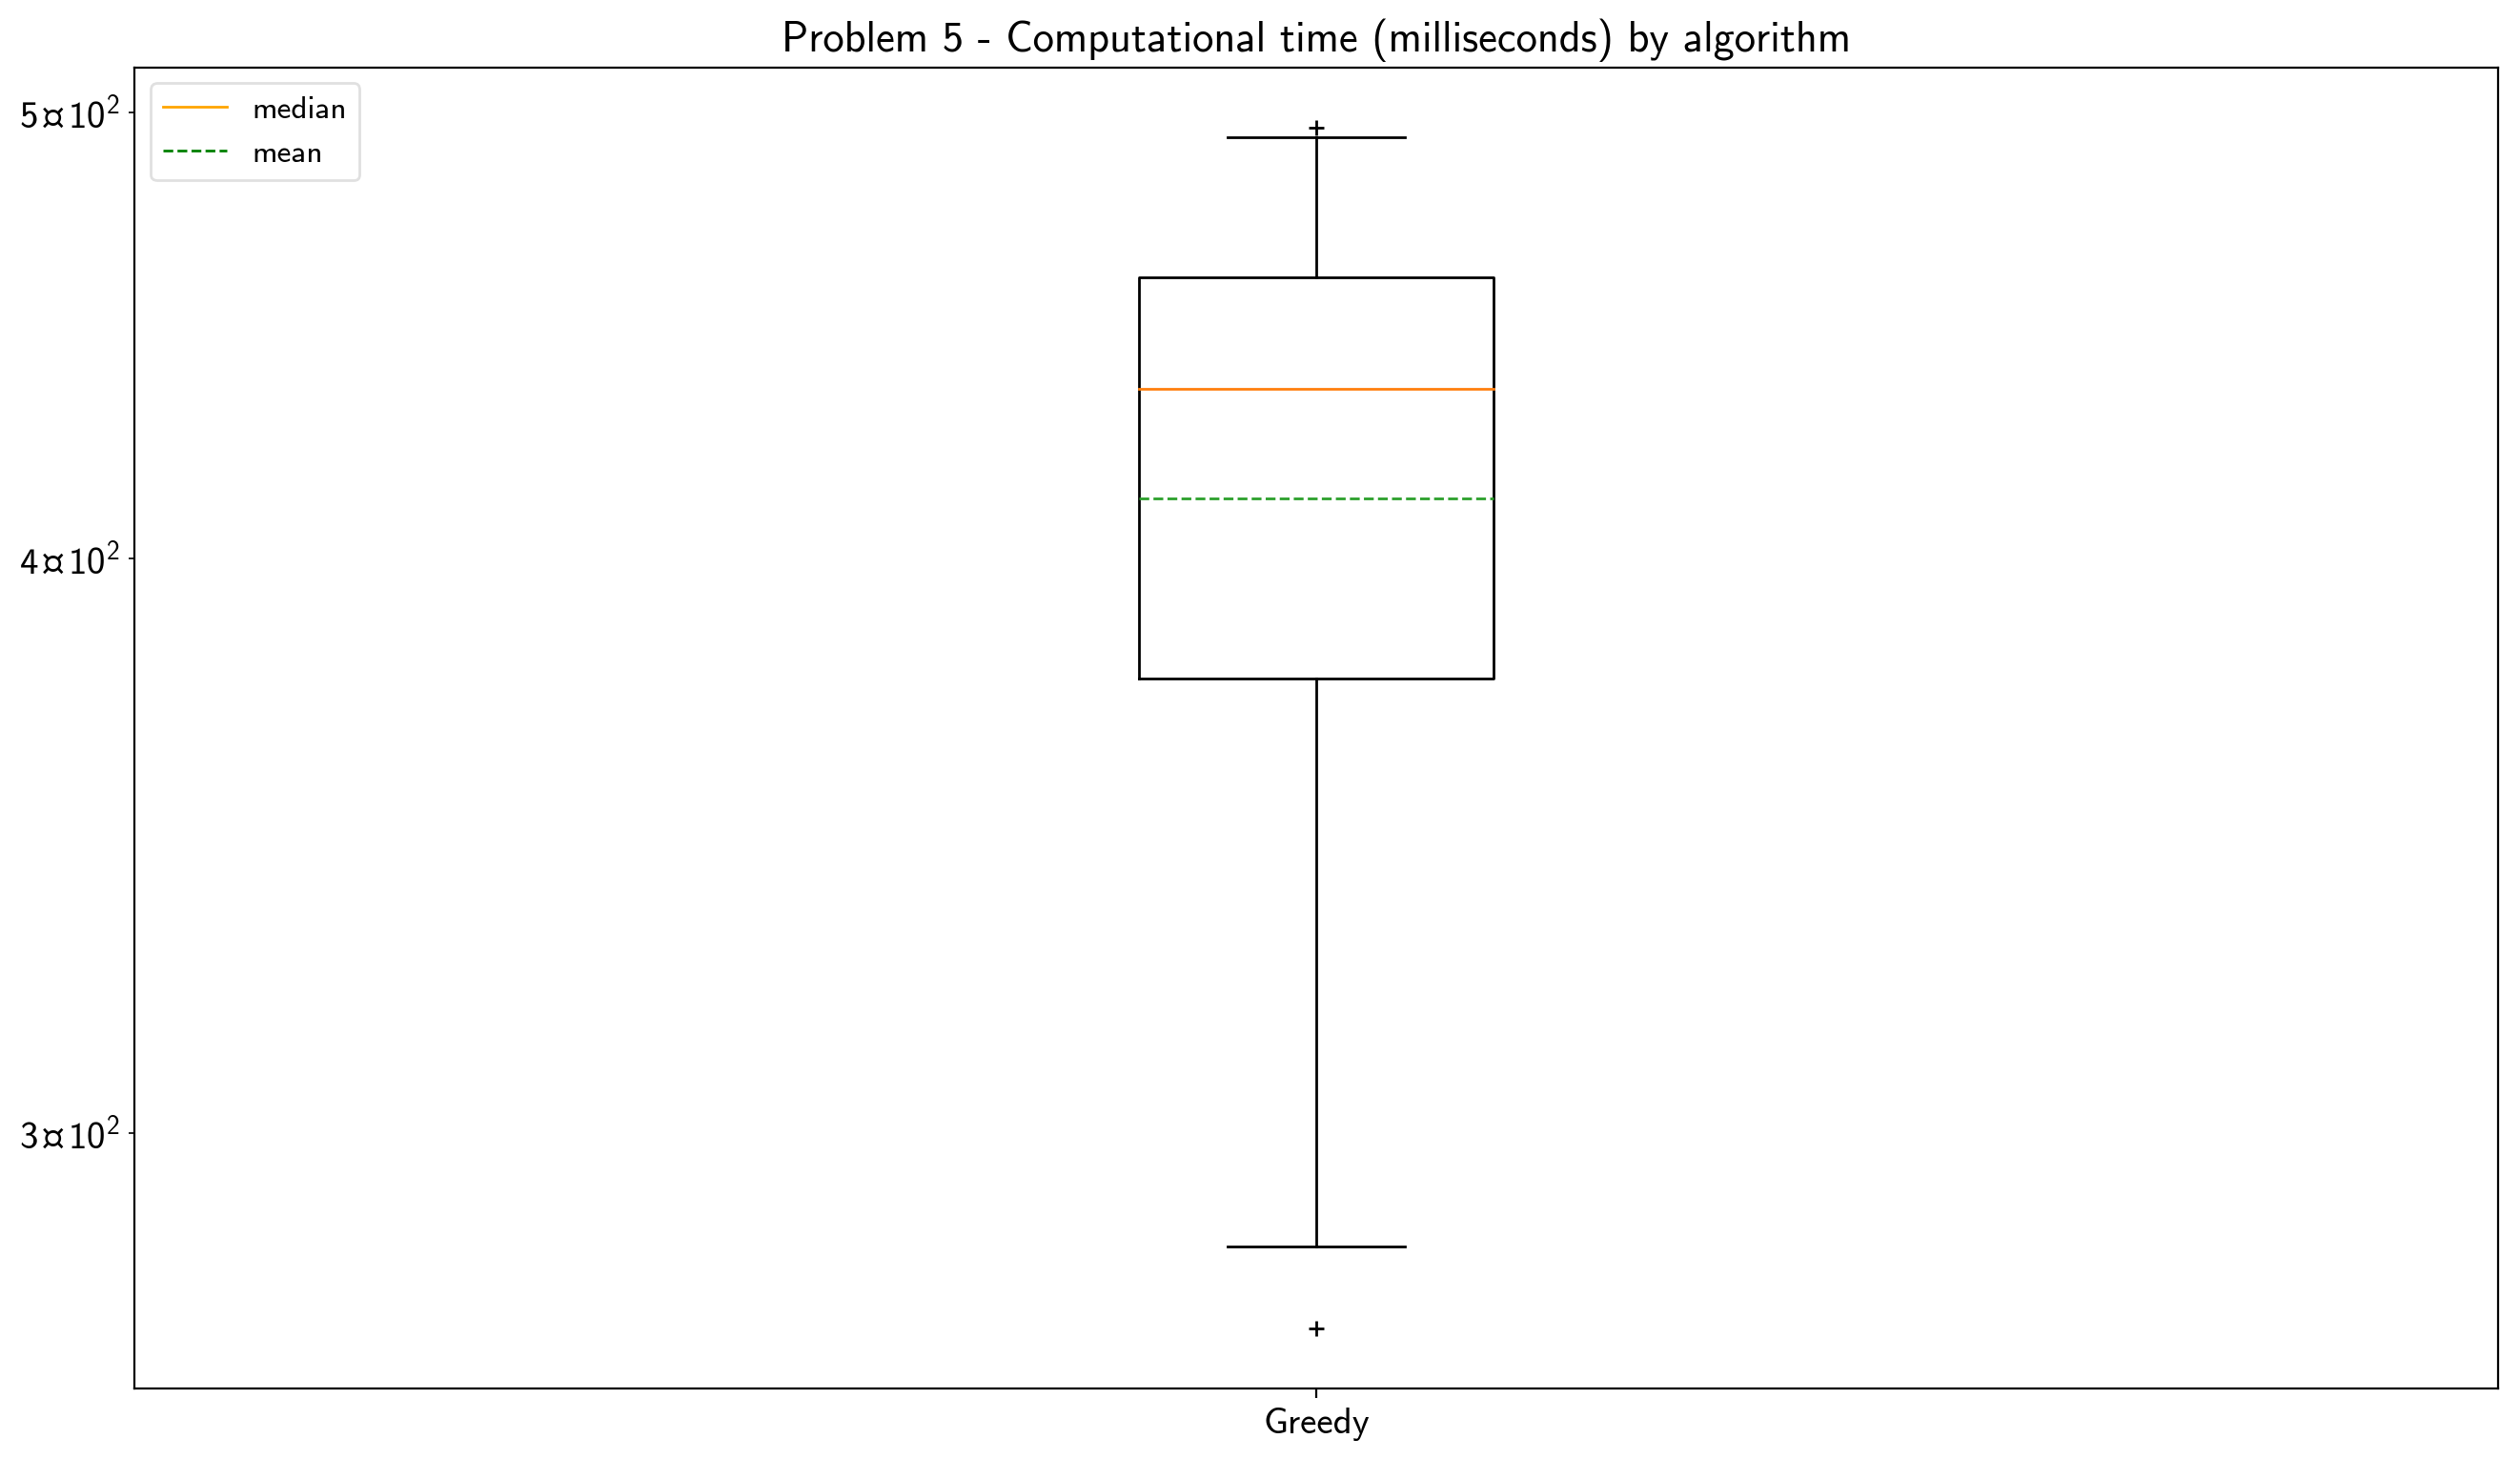 Problem 5 - Computational time (milliseconds) by algorithm
median
mean
5¤10²
4¤10²
3¤10²
Greedy